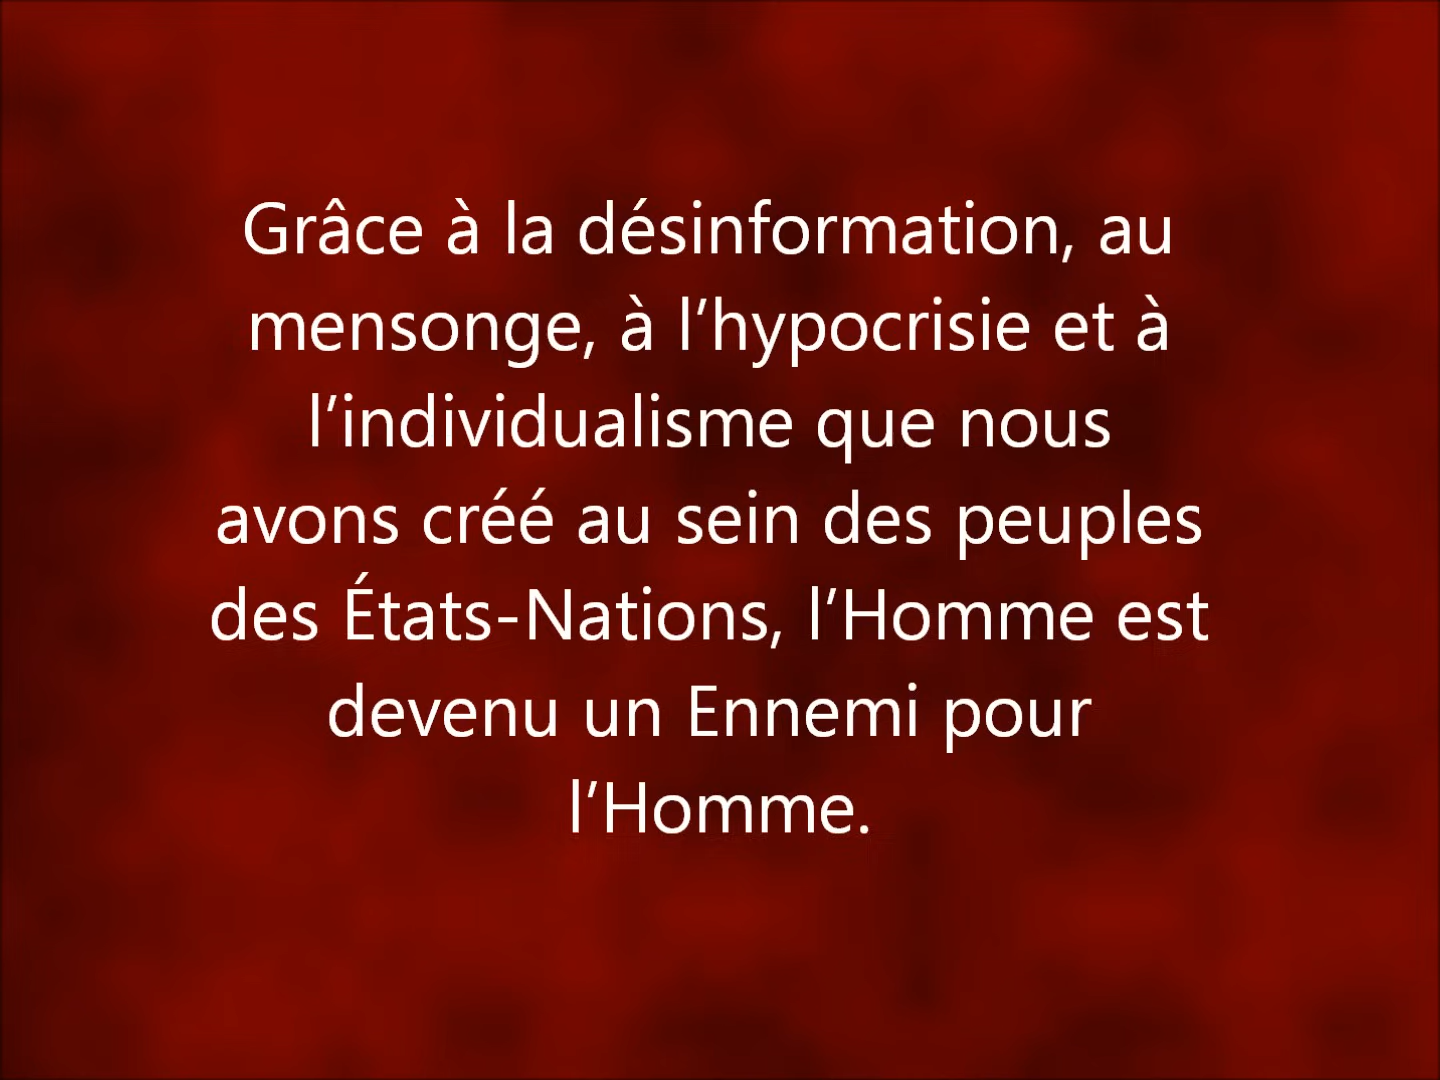 Grâce à la désinformation, au
mensonge, à l’hypocrisie et à
l’individualisme que nous
avons créé au sein des peuples
des États-Nations, l’Homme est
devenu un Ennemi pour
l’Homme.